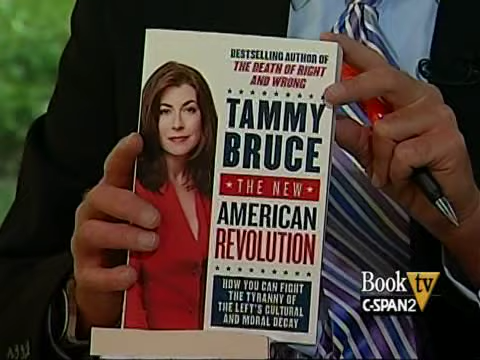 BESTSELLING AUTHOR OF
THE DEATH OF RIGHT
AND WRONG
TAMMY
BRUCE
THE NEW
AMERICAN
REVOLUTION
HOW YOU CAN FIGHT
THE TYRANNY OF
THE LEFT'S CULTURAL
AND MORAL DECAY
Book tv
C-SPAN2